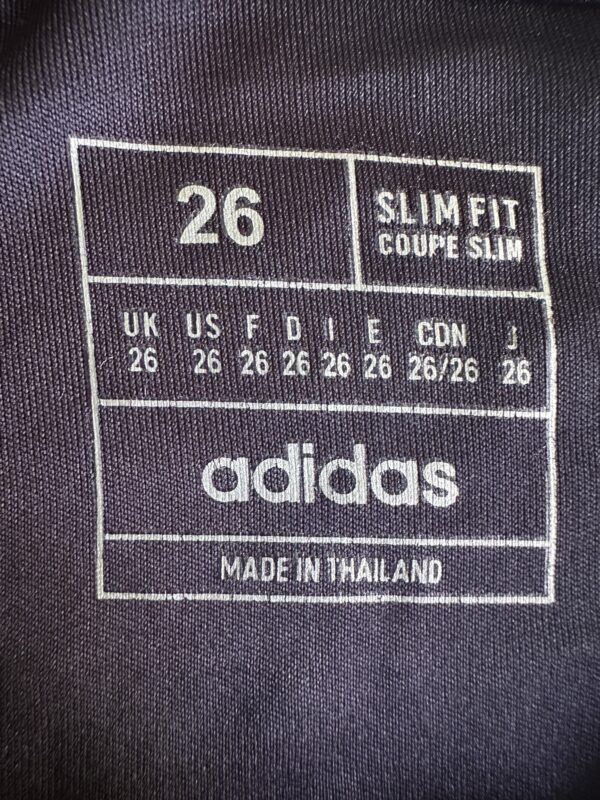 26
SLIM FIT
COUPE SLIM
UK US F D I E CDN J
26 26 26 26 26 26 26/26 26
adidas
MADE IN THAILAND